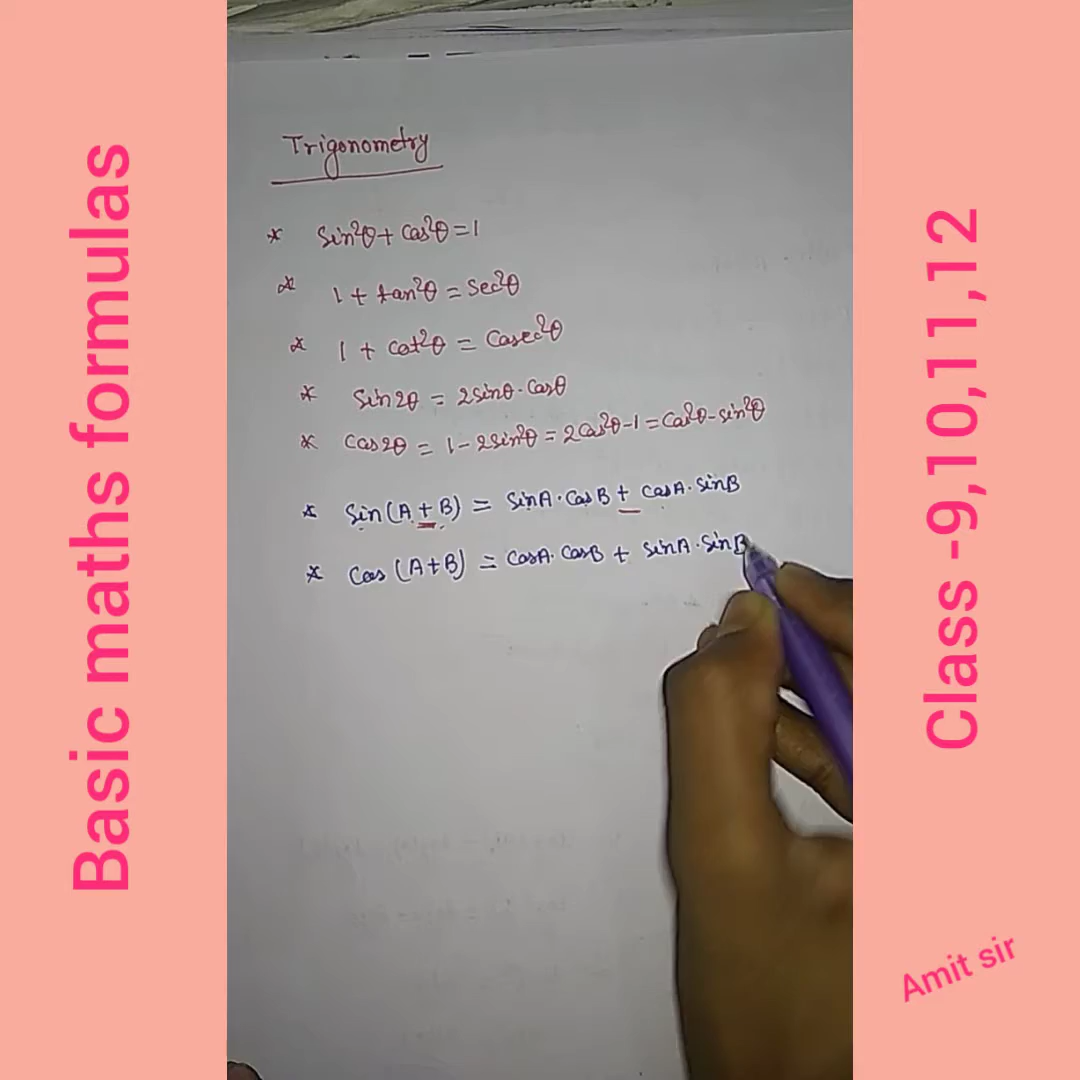 Basic maths formulas
Trigonometry
* Sin²θ + Cos²θ = 1
* 1 + tan²θ = Sec²θ
* 1 + Cot²θ = Cosec²θ
* Sin2θ = 2sinθ·Cosθ
* Cos2θ = 1 - 2sin²θ = 2Cos²θ - 1 = Cos²θ - sin²θ
* Sin(A + B) = SinA·CosB + CosA·SinB
* Cos (A+B) = CosA·CosB + SinA·SinB
Class -9,10,11,12
Amit sir